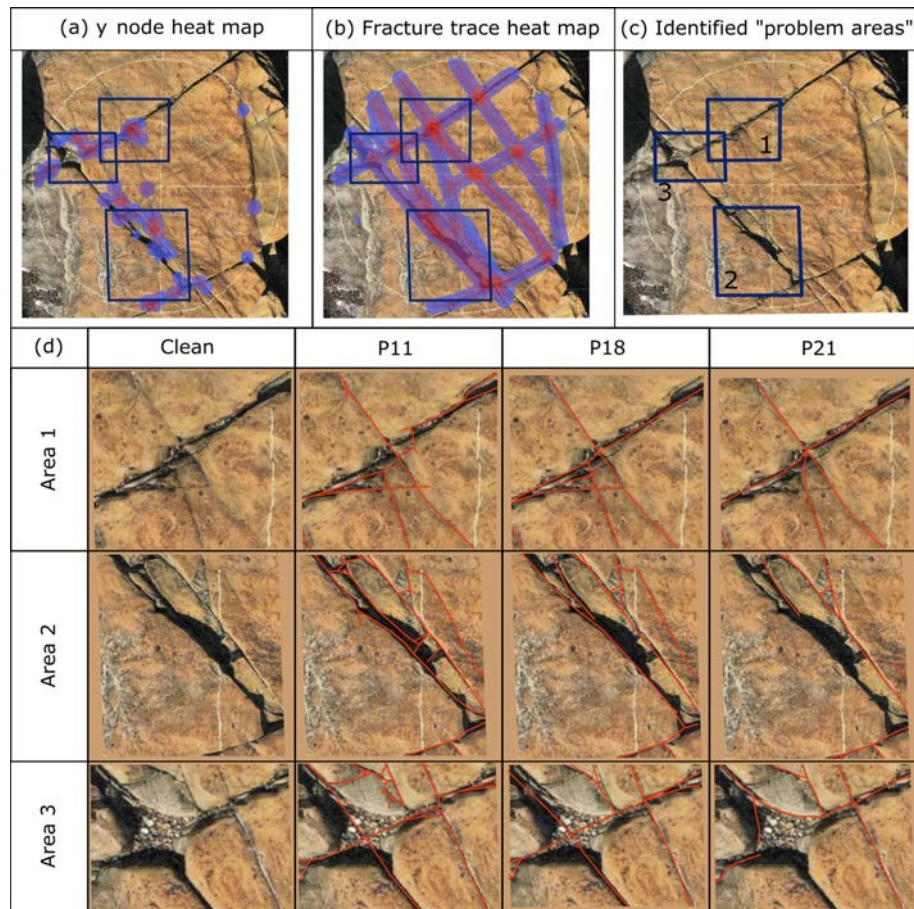 (a) y node heat map
(b) Fracture trace heat map
(c) Identified "problem areas"
1
3
2
(d)
Clean
P11
P18
P21
Area 1
Area 2
Area 3